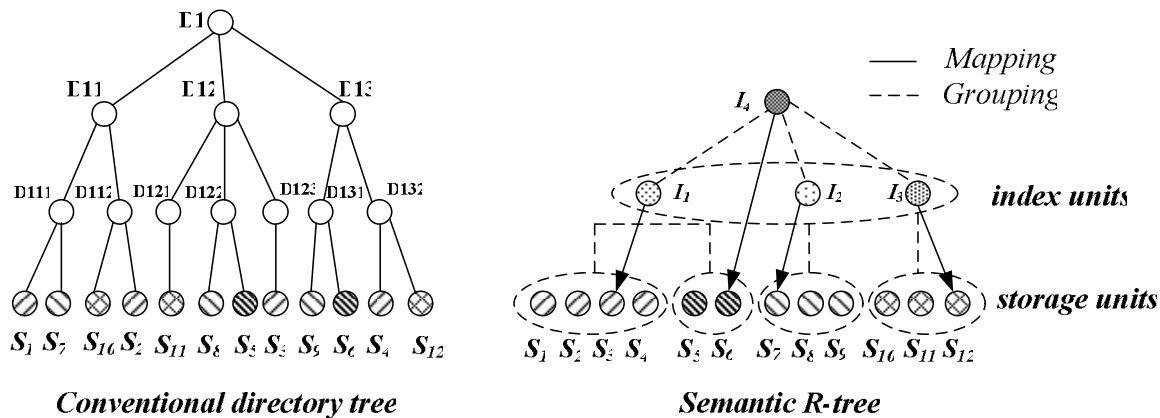 D1
D11 D12 D13
D111 D112 D121 D122 D123 D131 D132
S1 S7 S10 S2 S11 S8 S5 S3 S9 S6 S4 S12
Conventional directory tree
Mapping
Grouping
I4
I1 I2 I3 index units
storage units
S1 S2 S3 S4 S5 S6 S7 S8 S9 S10 S11 S12
Semantic R-tree